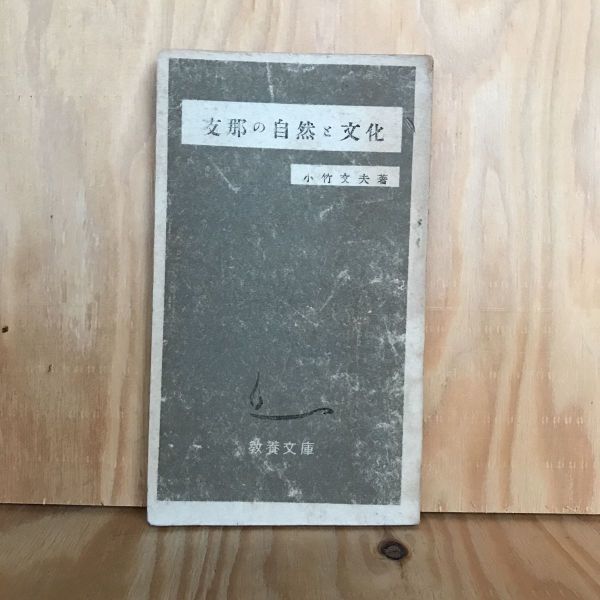 支那の自然と文化
小竹文夫著
教養文庫